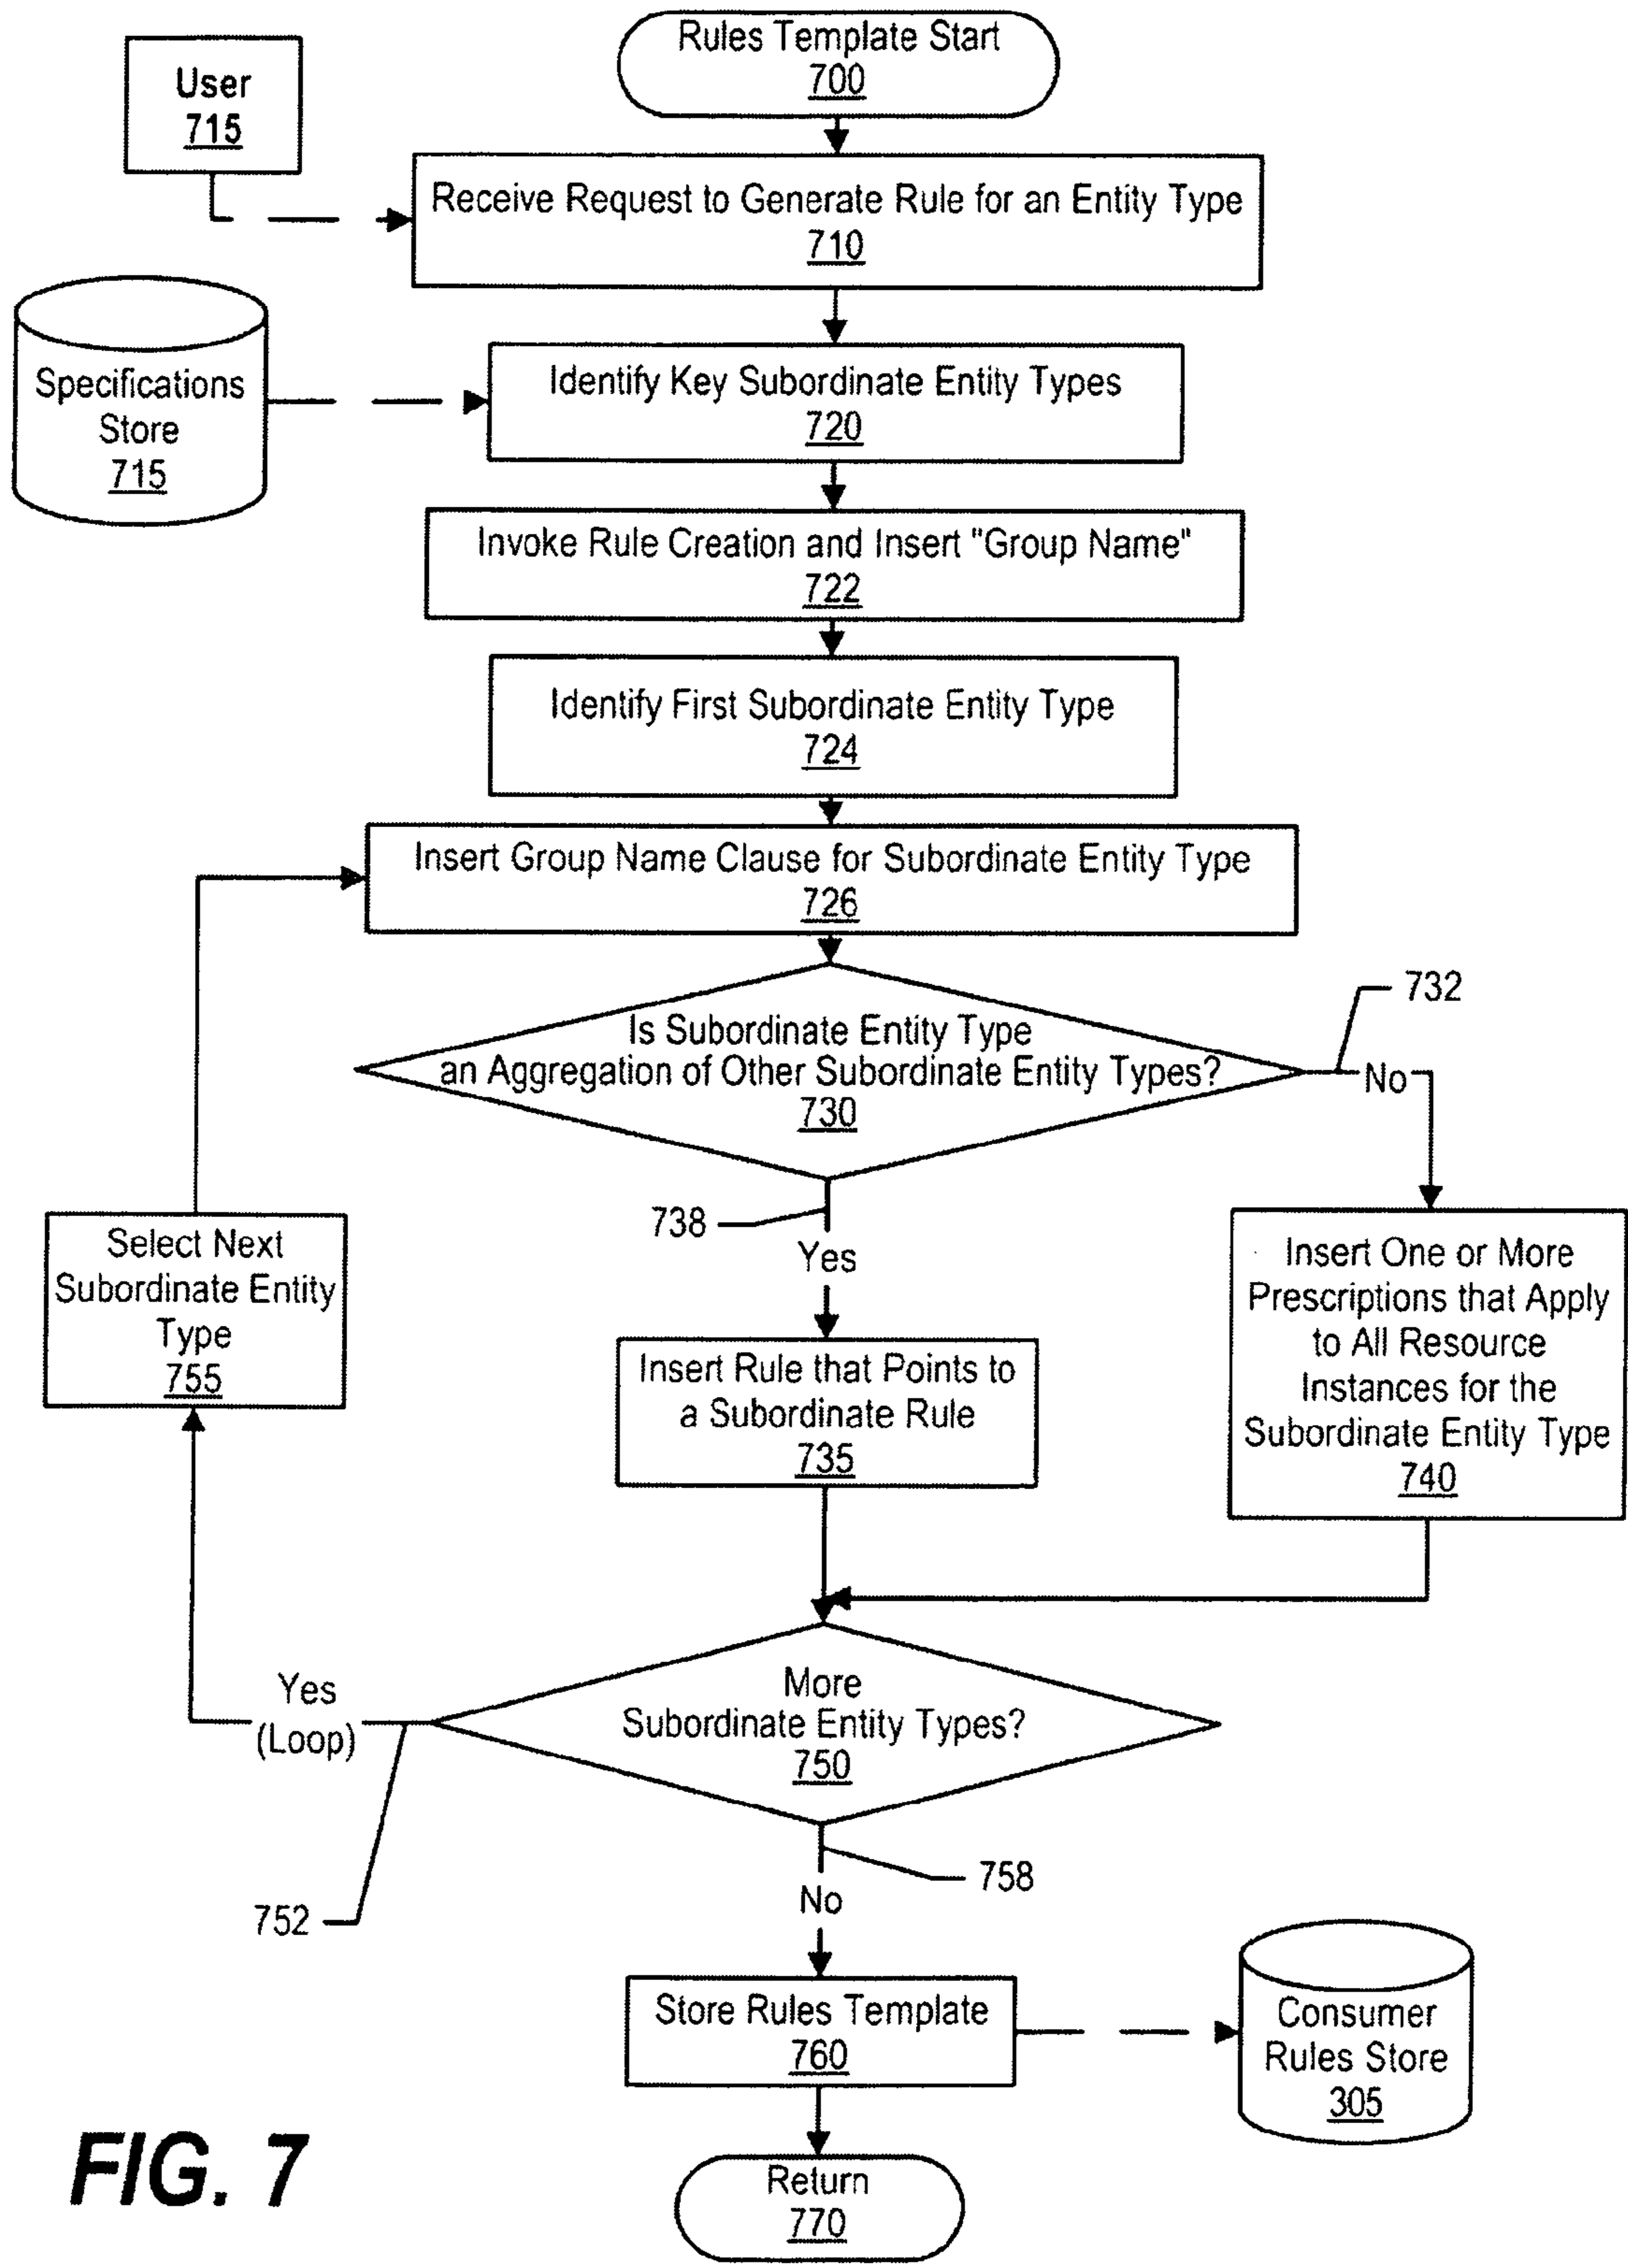 Rules Template Start
700
User
715
Receive Request to Generate Rule for an Entity Type
710
Specifications
Store
715
Identify Key Subordinate Entity Types
720
Invoke Rule Creation and Insert "Group Name"
722
Identify First Subordinate Entity Type
724
Insert Group Name Clause for Subordinate Entity Type
726
732
Is Subordinate Entity Type
an Aggregation of Other Subordinate Entity Types?
730
No
738
Yes
Select Next
Subordinate Entity
Type
755
Insert Rule that Points to
a Subordinate Rule
735
Insert One or More
Prescriptions that Apply
to All Resource
Instances for the
Subordinate Entity Type
740
More
Subordinate Entity Types?
750
Yes
(Loop)
752
758
No
Store Rules Template
760
Consumer
Rules Store
305
Return
770
FIG. 7